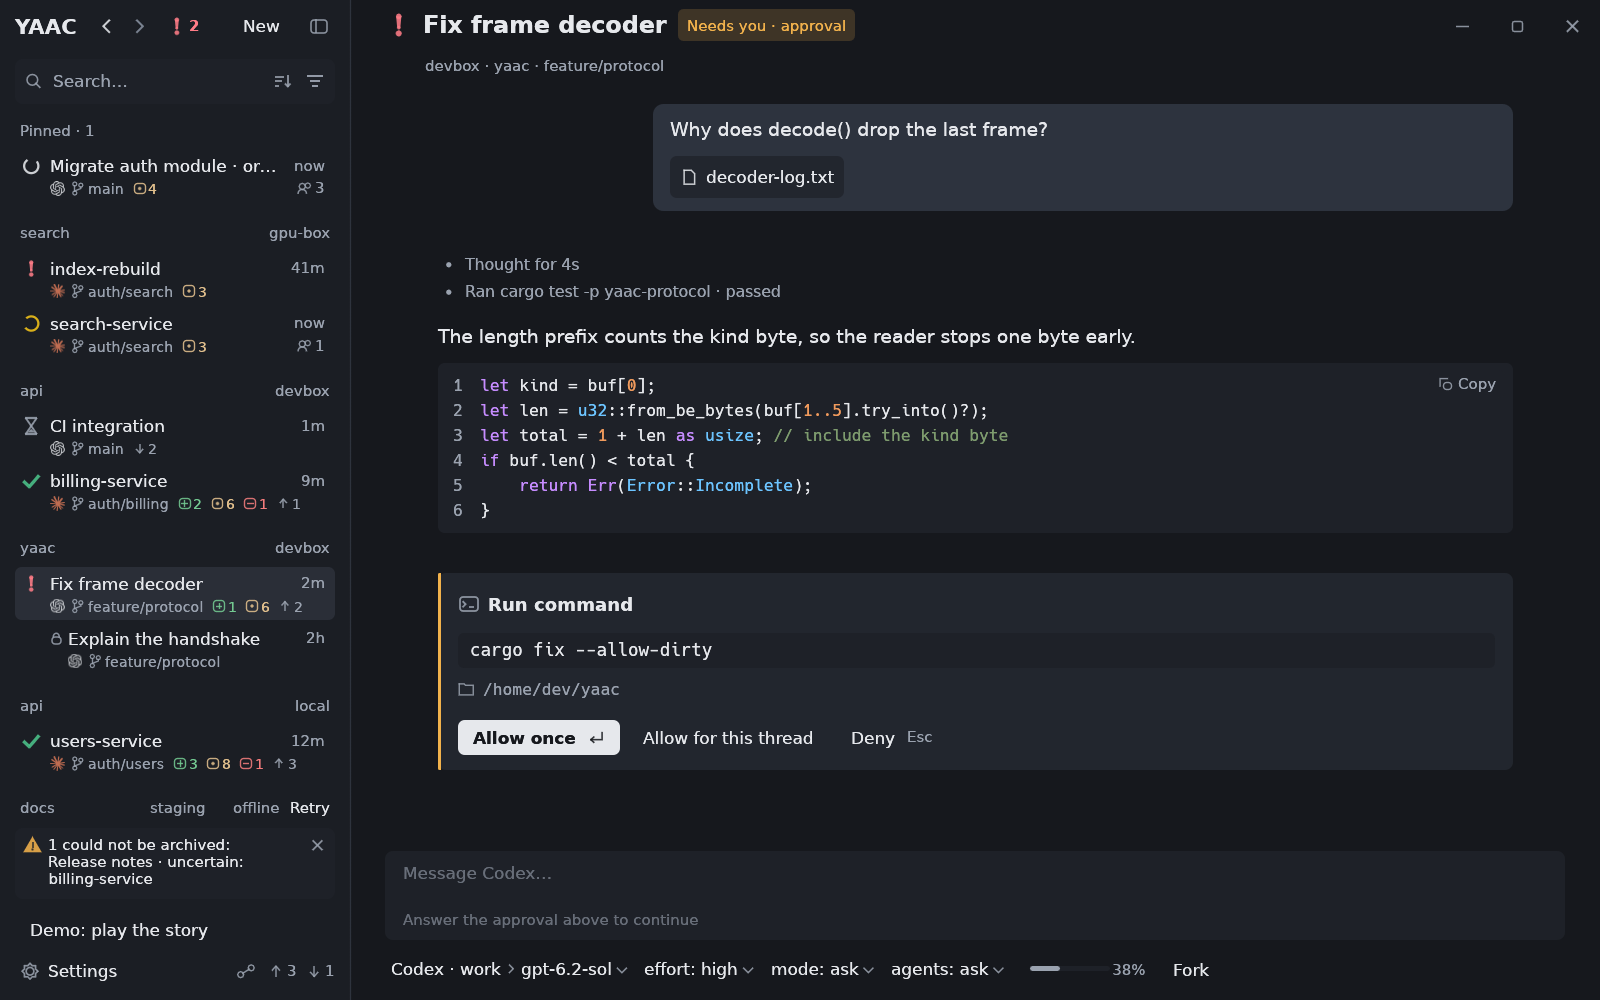 YAAC
2
New
Search...
Pinned · 1
Migrate auth module · or...
now
main
4
3
search
gpu-box
index-rebuild
41m
auth/search
3
search-service
now
auth/search
3
1
api
devbox
CI integration
1m
main
2
billing-service
9m
auth/billing
2
6
1
1
yaac
devbox
Fix frame decoder
2m
feature/protocol
1
6
2
Explain the handshake
2h
feature/protocol
api
local
users-service
12m
auth/users
3
8
1
3
docs
staging
offline
Retry
1 could not be archived:
Release notes · uncertain:
billing-service
Demo: play the story
Settings
3
1
Fix frame decoder
Needs you · approval
devbox · yaac · feature/protocol
Why does decode() drop the last frame?
decoder-log.txt
• Thought for 4s
• Ran cargo test -p yaac-protocol · passed
The length prefix counts the kind byte, so the reader stops one byte early.
Copy
1 let kind = buf[0];
2 let len = u32::from_be_bytes(buf[1..5].try_into()?);
3 let total = 1 + len as usize; // include the kind byte
4 if buf.len() < total {
5     return Err(Error::Incomplete);
6 }
Run command
cargo fix --allow-dirty
/home/dev/yaac
Allow once
Allow for this thread
Deny
Esc
Message Codex...
Answer the approval above to continue
Codex · work
gpt-6.2-sol
effort: high
mode: ask
agents: ask
38%
Fork